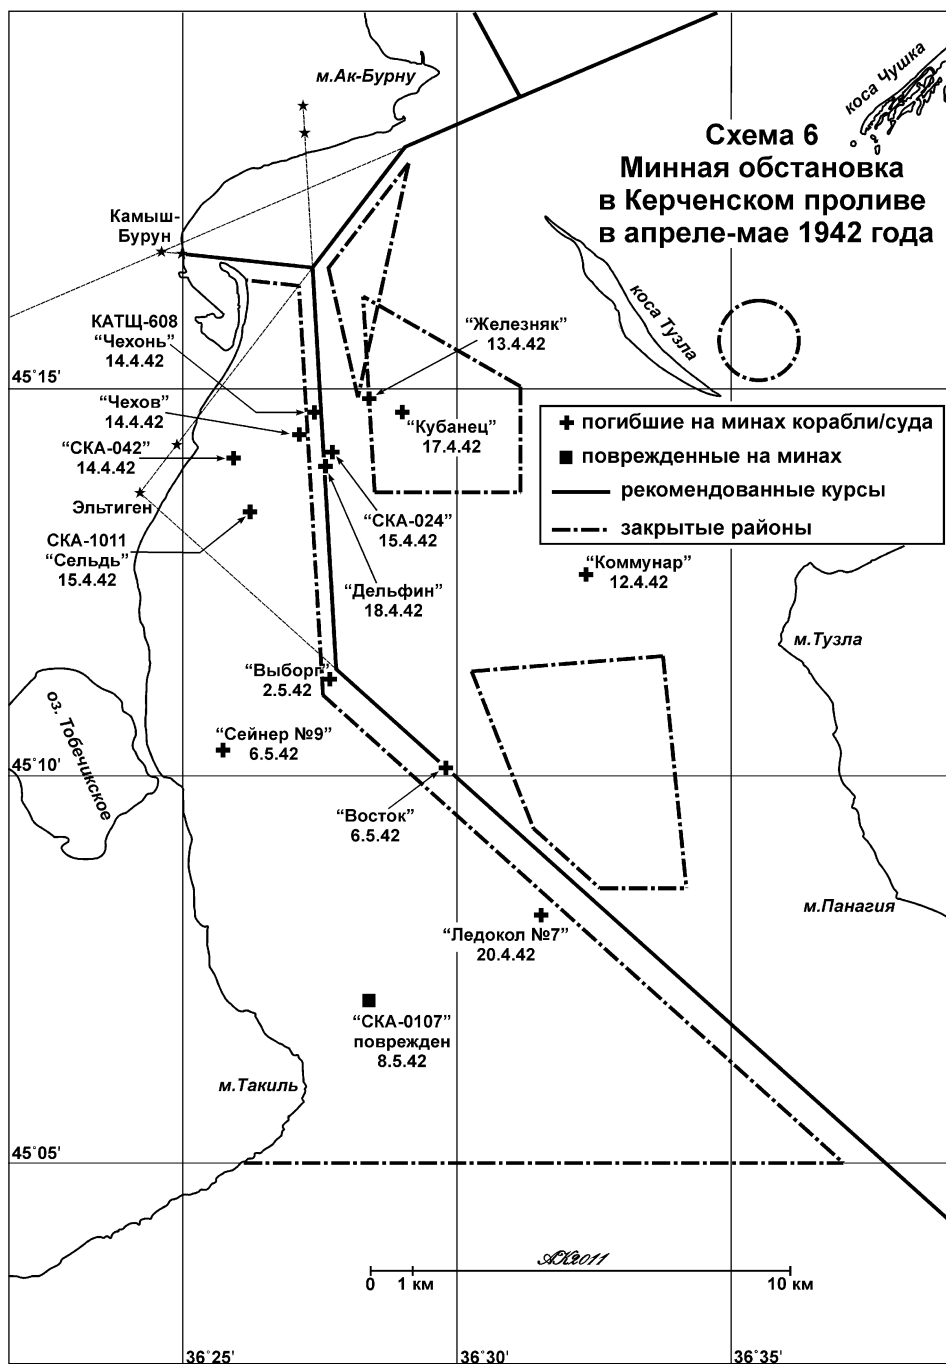 м.Ак-Бурну
коса Чушка
Схема 6
Минная обстановка
в Керченском проливе
в апреле-мае 1942 года
Камыш-
Бурун
коса Тузла
КАТЩ-608
“Чехонь”
14.4.42
“Железняк”
13.4.42
45˚15'
“Чехов”
14.4.42
“Кубанец”
17.4.42
погибшие на минах корабли/суда
поврежденные на минах
рекомендованные курсы
закрытые районы
“СКА-042”
14.4.42
Эльтиген
“СКА-024”
15.4.42
СКА-1011
“Сельдь”
15.4.42
“Дельфин”
18.4.42
“Коммунар”
12.4.42
м.Тузла
“Выборг”
2.5.42
оз. Тобечикское
“Сейнер №9”
6.5.42
45˚10'
“Восток”
6.5.42
м.Панагия
“Ледокол №7”
20.4.42
“СКА-0107”
поврежден
8.5.42
м.Такиль
45˚05'
АК2011
0 1 км 10 км
36˚25' 36˚30' 36˚35'